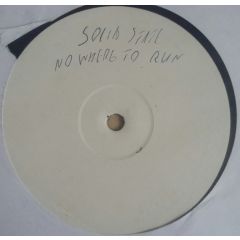 SOLID STATE
NO WHERE TO RUN